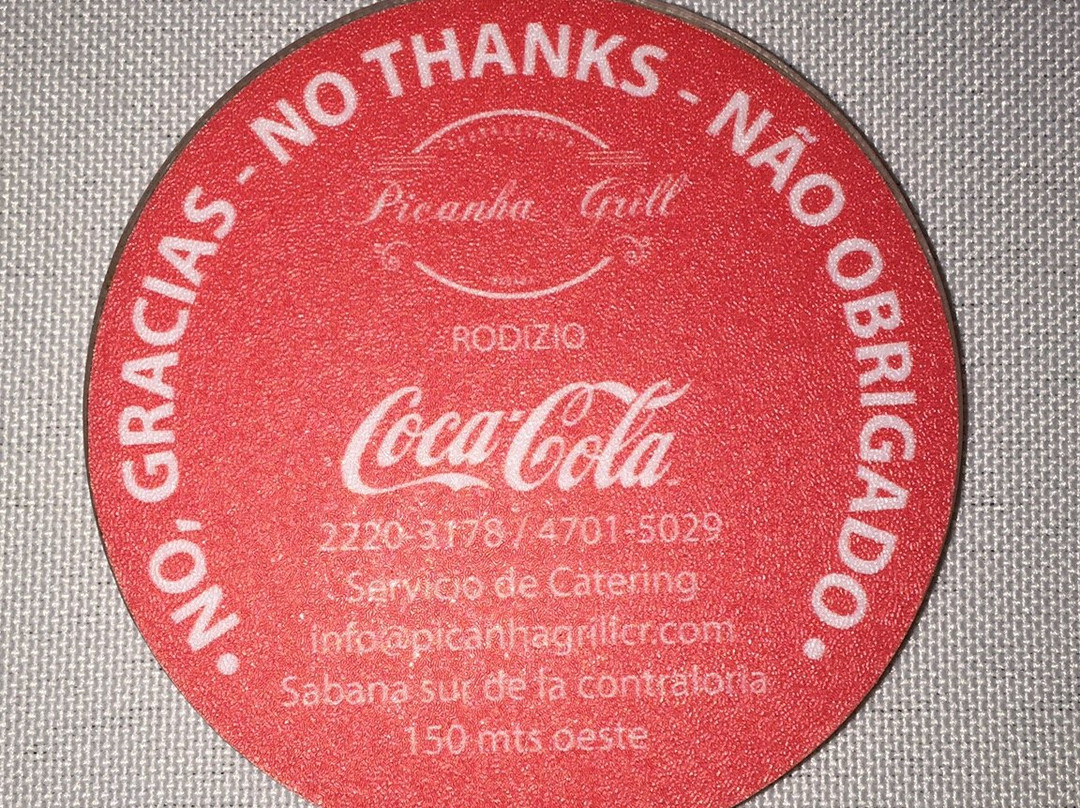 NO, GRACIAS - NO THANKS - NÃO OBRIGADO
Picanha Grill
RODIZIO
Coca-Cola
2220-3178 / 4701-5029
Servicio de Catering
info@picanhagrillcr.com
Sabana sur de la contraloria
150 mts oeste